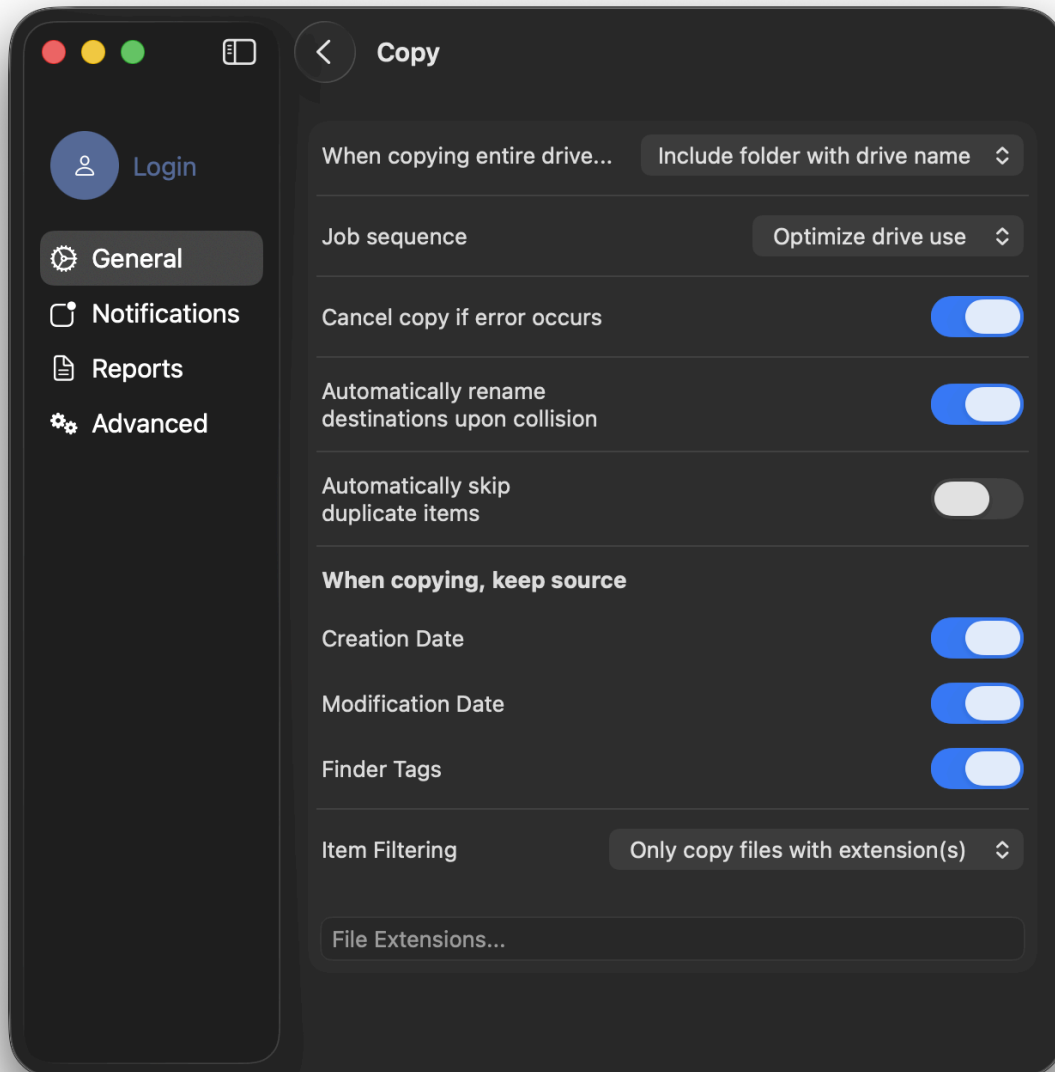 Copy
Login
General
Notifications
Reports
Advanced
When copying entire drive...
Include folder with drive name
Job sequence
Optimize drive use
Cancel copy if error occurs
Automatically rename
destinations upon collision
Automatically skip
duplicate items
When copying, keep source
Creation Date
Modification Date
Finder Tags
Item Filtering
Only copy files with extension(s)
File Extensions...